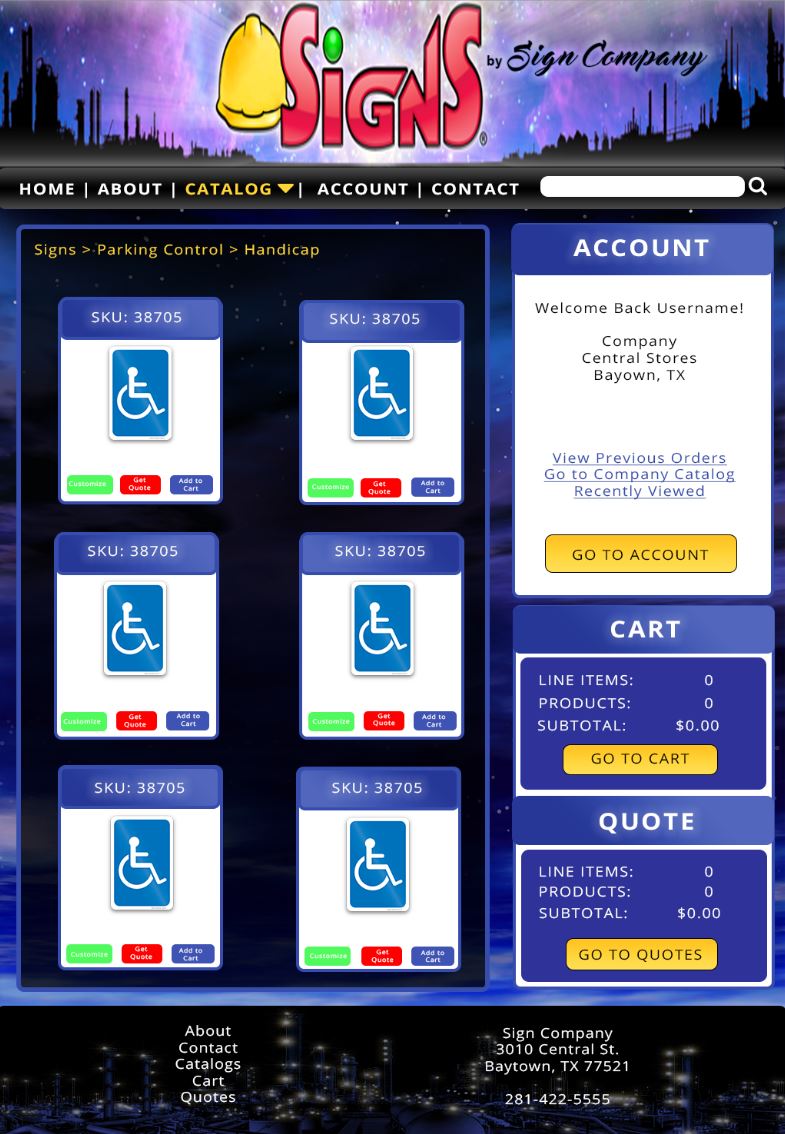 SIGNS®
by Sign Company
HOME | ABOUT | CATALOG | ACCOUNT | CONTACT
Signs > Parking Control > Handicap
SKU: 38705
Customize
Get Quote
Add to Cart
SKU: 38705
Customize
Get Quote
Add to Cart
SKU: 38705
Customize
Get Quote
Add to Cart
SKU: 38705
Customize
Get Quote
Add to Cart
SKU: 38705
Customize
Get Quote
Add to Cart
SKU: 38705
Customize
Get Quote
Add to Cart
ACCOUNT
Welcome Back Username!
Company
Central Stores
Bayown, TX
View Previous Orders
Go to Company Catalog
Recently Viewed
GO TO ACCOUNT
CART
LINE ITEMS: 0
PRODUCTS: 0
SUBTOTAL: $0.00
GO TO CART
QUOTE
LINE ITEMS: 0
PRODUCTS: 0
SUBTOTAL: $0.00
GO TO QUOTES
About
Contact
Catalogs
Cart
Quotes
Sign Company
3010 Central St.
Baytown, TX 77521
281-422-5555